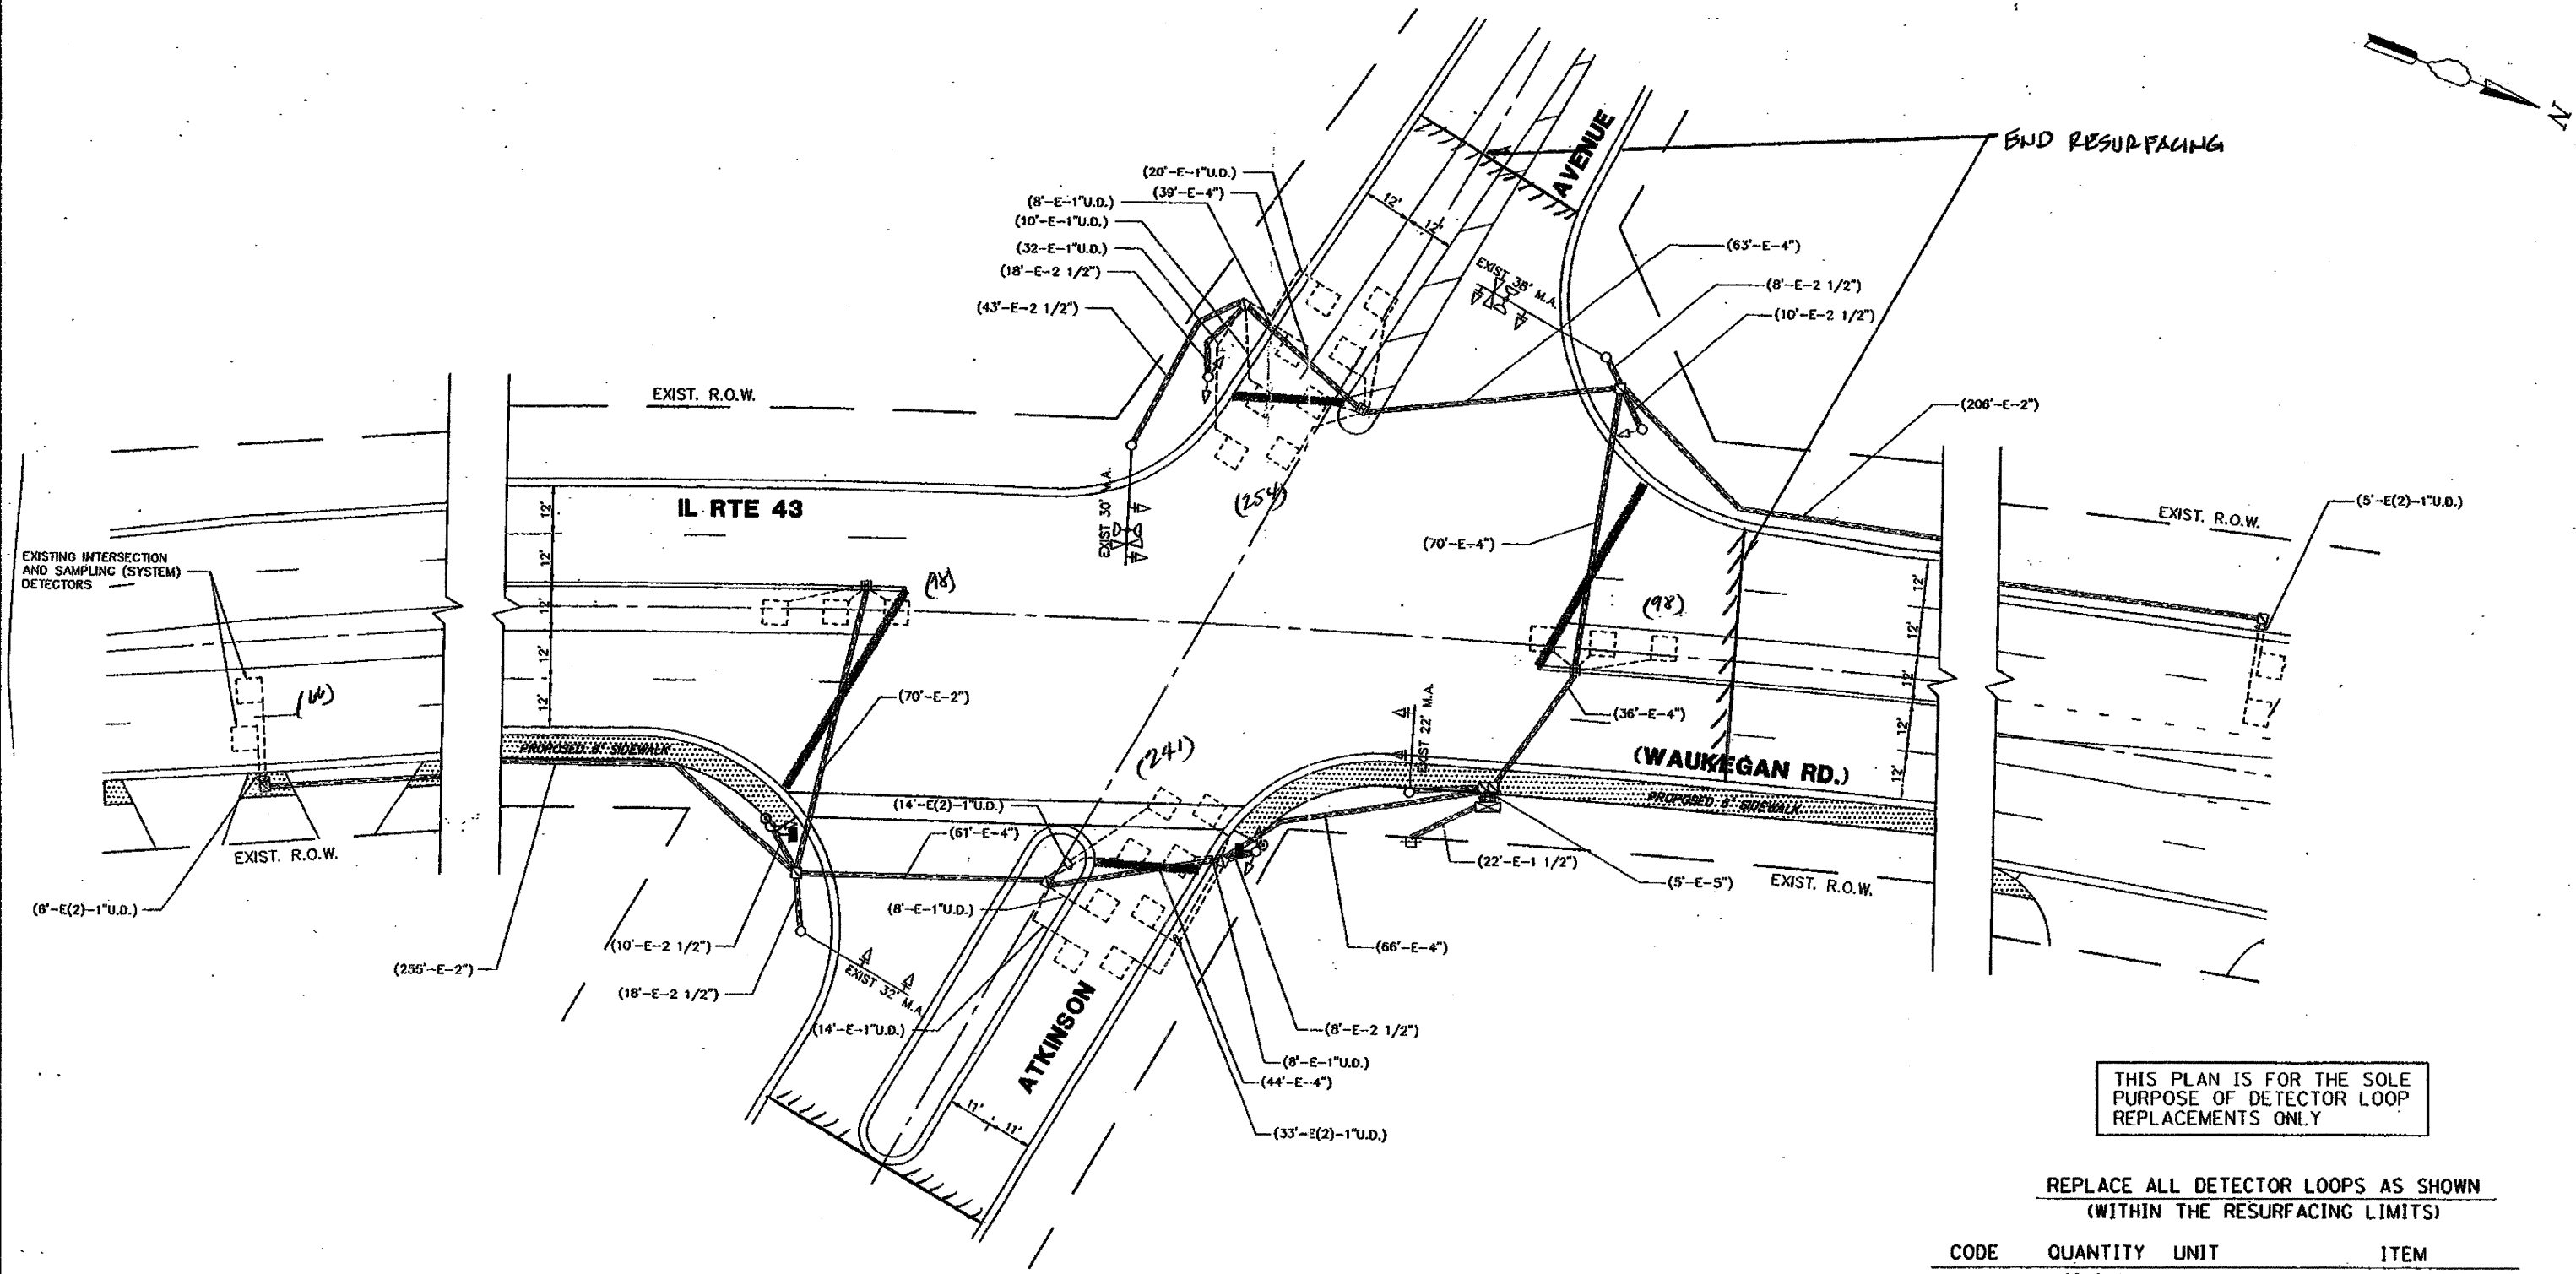 N
END RESURFACING
AVENUE
(20'-E-1"U.D.)
(39'-E-4")
(8'-E-1"U.D.)
(10'-E-1"U.D.)
(32-E-1"U.D.)
(18'-E-2 1/2")
(43'-E-2 1/2")
12'
12'
EXIST 38' M.A.
(63'-E-4")
(8'-E-2 1/2")
(10'-E-2 1/2")
(206'-E-2")
(5'-E(2)-1"U.D.)
EXIST. R.O.W.
EXIST. R.O.W.
IL RTE 43
12'
12'
12'
12'
12'
EXIST 30' M.A.
(254)
(70'-E-4")
EXISTING INTERSECTION
AND SAMPLING (SYSTEM)
DETECTORS
(98)
(98)
12'
12'
12'
12'
(66)
(70'-E-2")
(36'-E-4")
EXIST 22' M.A.
(241)
(WAUKEGAN RD.)
PROPOSED 8' SIDEWALK
PROPOSED 8' SIDEWALK
(14'-E(2)-1"U.D.)
(61'-E-4")
EXIST. R.O.W.
(22'-E-1 1/2")
(5'-E-5")
EXIST. R.O.W.
(6'-E(2)-1"U.D.)
(8'-E-1"U.D.)
(10'-E-2 1/2")
(66'-E-4")
(255'-E-2")
(18'-E-2 1/2")
EXIST 32' M.A.
(14'-E-1"U.D.)
ATKINSON
(8'-E-2 1/2")
(8'-E-1"U.D.)
(44'-E-4")
(33'-E(2)-1"U.D.)
11'
11'
THIS PLAN IS FOR THE SOLE
PURPOSE OF DETECTOR LOOP
REPLACEMENTS ONLY
REPLACE ALL DETECTOR LOOPS AS SHOWN
(WITHIN THE RESURFACING LIMITS)
CODE QUANTITY UNIT ITEM